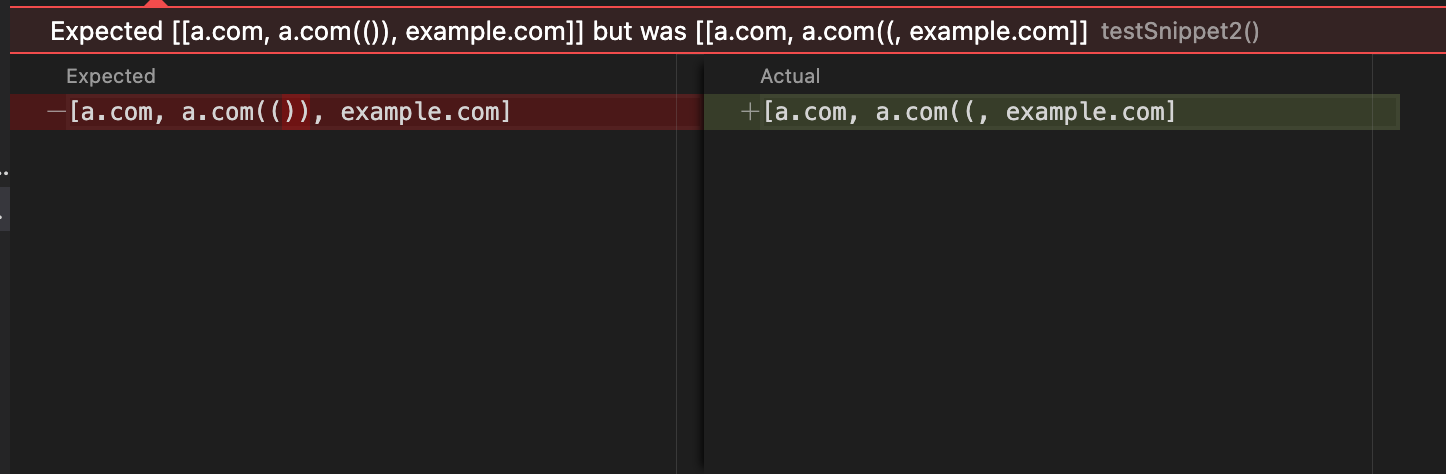 Expected [[a.com, a.com(()), example.com]] but was [[a.com, a.com((, example.com]] testSnippet2()
Expected
Actual
—[a.com, a.com(()), example.com]
+[a.com, a.com((, example.com]